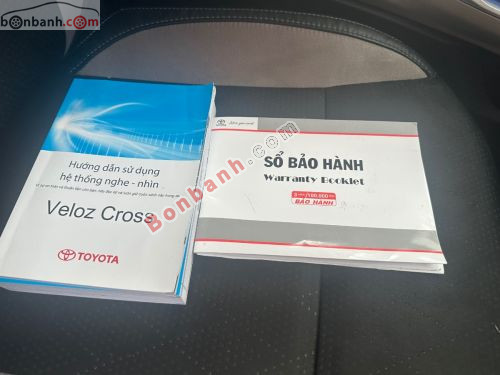 bonbanh.com
Hướng dẫn sử dụng
hệ thống nghe - nhìn
Veloz Cross
TOYOTA
SỔ BẢO HÀNH
Warranty Booklet
BẢO HÀNH
Bonbanh.com